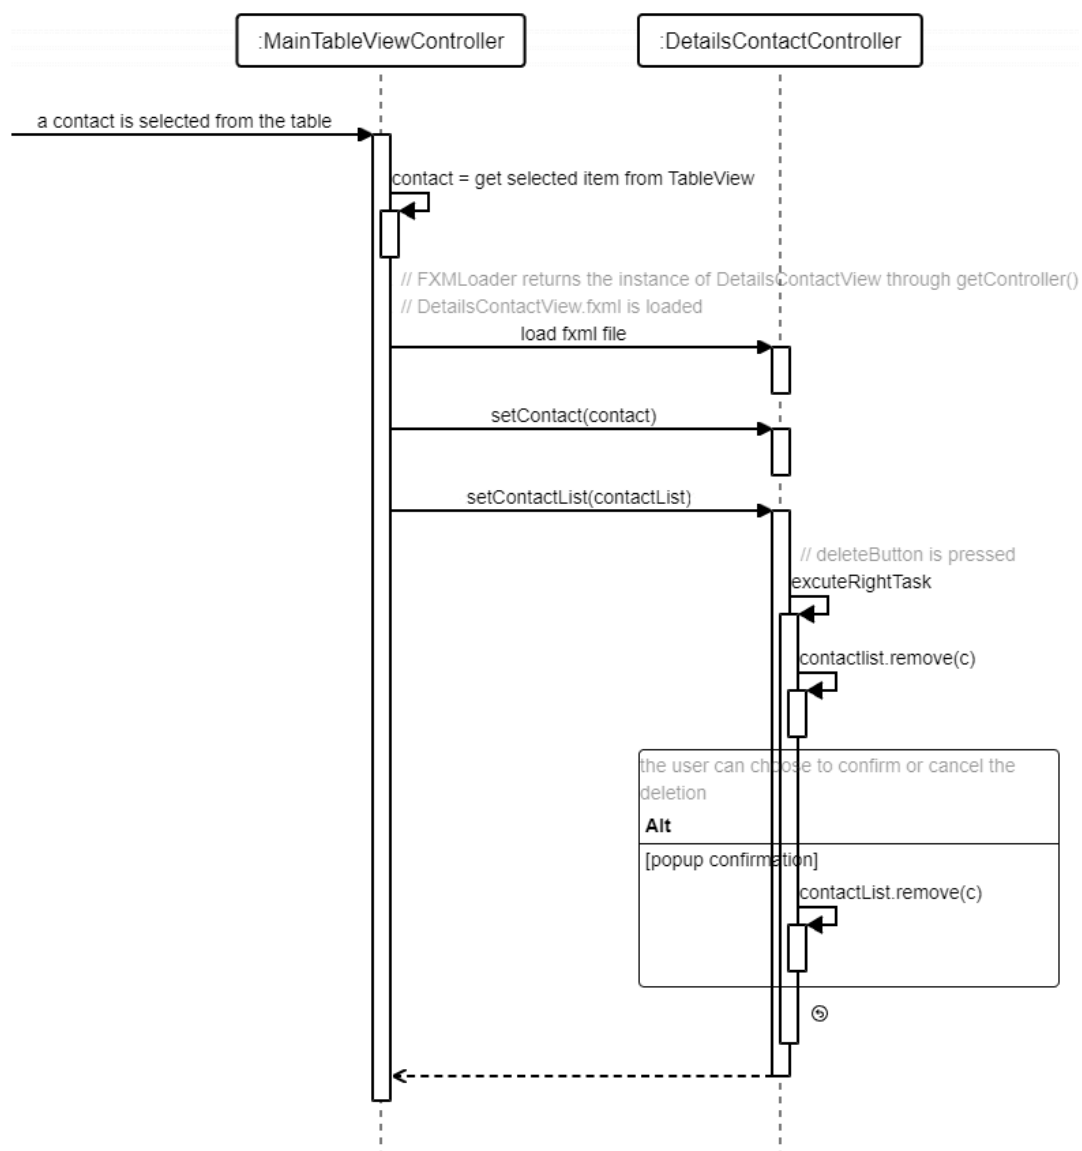 :MainTableViewController
:DetailsContactController
a contact is selected from the table
contact = get selected item from TableView
// FXMLoader returns the instance of DetailsContactView through getController()
// DetailsContactView.fxml is loaded
load fxml file
setContact(contact)
setContactList(contactList)
// deleteButton is pressed
excuteRightTask
contactlist.remove(c)
the user can choose to confirm or cancel the
deletion
Alt
[popup confirmation]
contactList.remove(c)